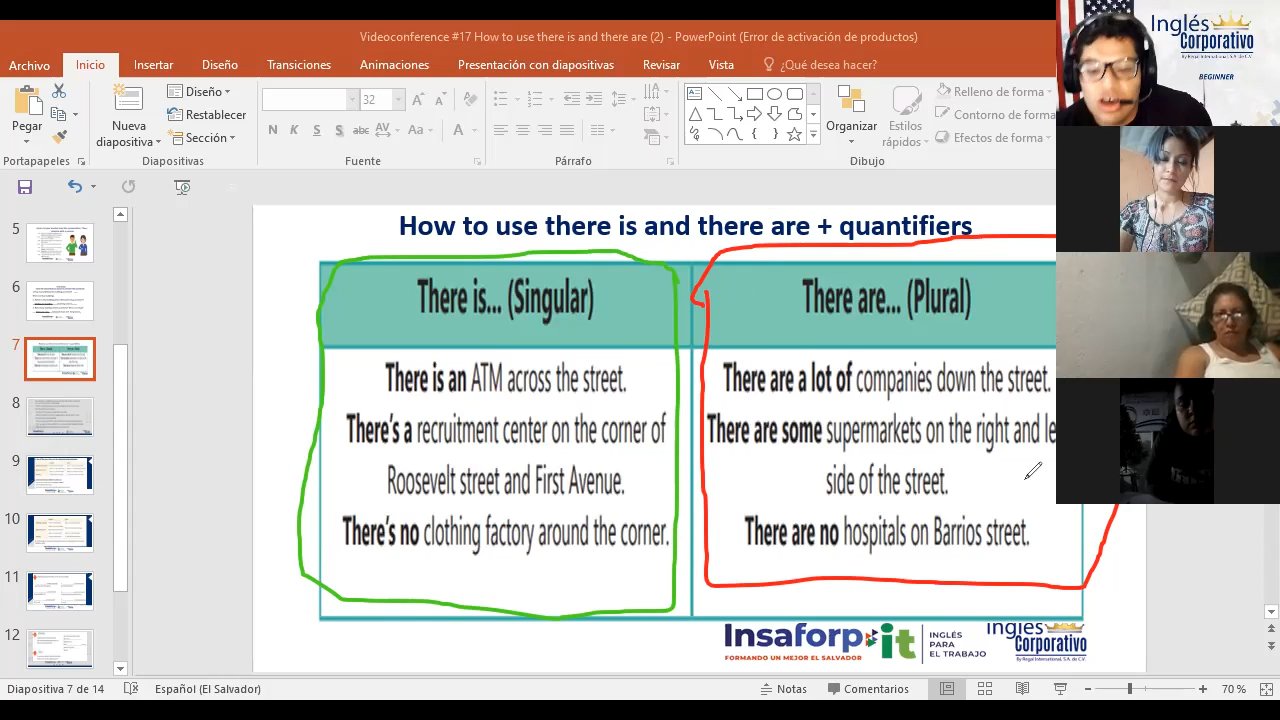 Videoconference #17 How to use there is and there are (2) - PowerPoint (Error de activación de productos)
Archivo Inicio Insertar Diseño Transiciones Animaciones Presentación con diapositivas Revisar Vista ¿Qué desea hacer?
Pegar
Nueva
diapositiva
Diseño
Restablecer
Sección
32
N K S S abc AV Aa A
Organizar
Estilos
rápidos
Relleno de forma
Contorno de forma
Efectos de forma
Portapapeles Diapositivas Fuente Párrafo Dibujo
Inglés
Corporativo
By Regal International, S.A. de C.V.
BEGINNER
5
6
7
8
9
10
11
12
How to use there is and there are + quantifiers
There is... (Singular)
There is an ATM across the street.
There's a recruitment center on the corner of
Roosevelt street and First Avenue.
There's no clothing factory around the corner.
There are... (Plural)
There are a lot of companies down the street.
There are some supermarkets on the right and le
side of the street.
There are no hospitals on Barrios street.
Insaforp it
FORMANDO UN MEJOR EL SALVADOR
INGLÉS
PARA
EL TRABAJO
Inglés
Corporativo
By Regal International, S.A. de C.V.
Diapositiva 7 de 14 Español (El Salvador) Notas Comentarios 70 %